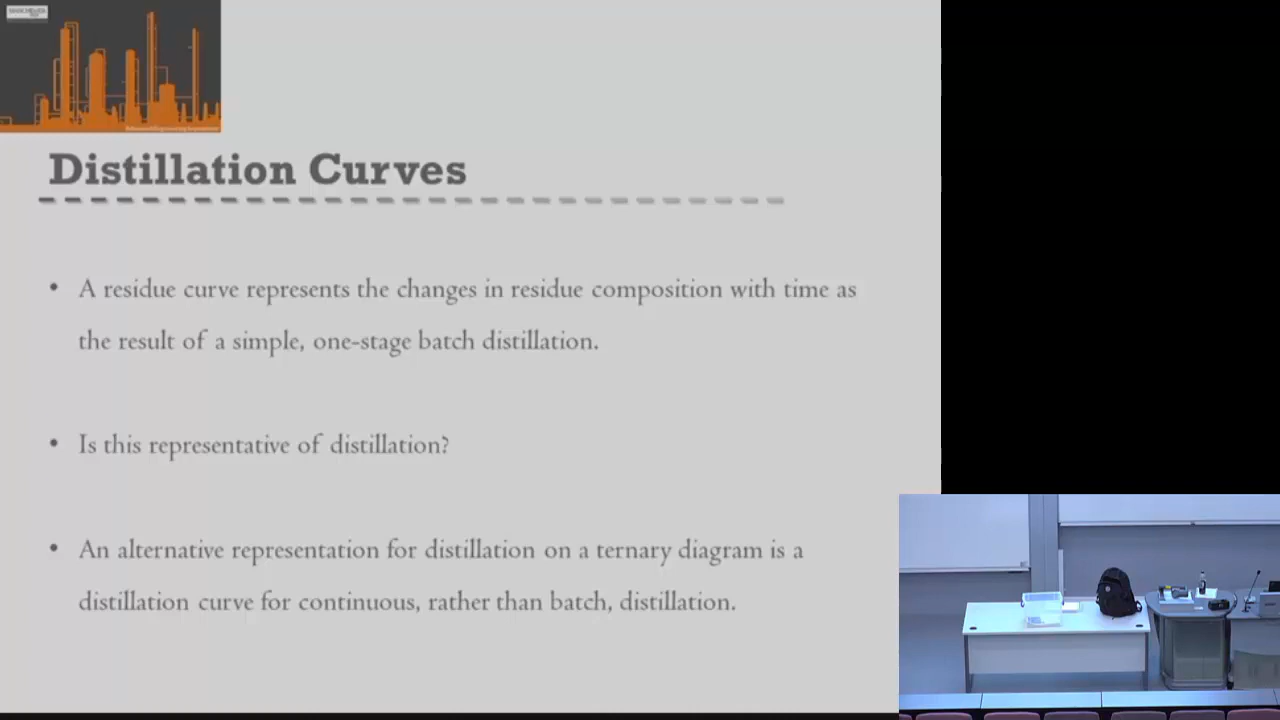 MANCHESTER
Distillation Curves
• A residue curve represents the changes in residue composition with time as
the result of a simple, one-stage batch distillation.
• Is this representative of distillation?
• An alternative representation for distillation on a ternary diagram is a
distillation curve for continuous, rather than batch, distillation.